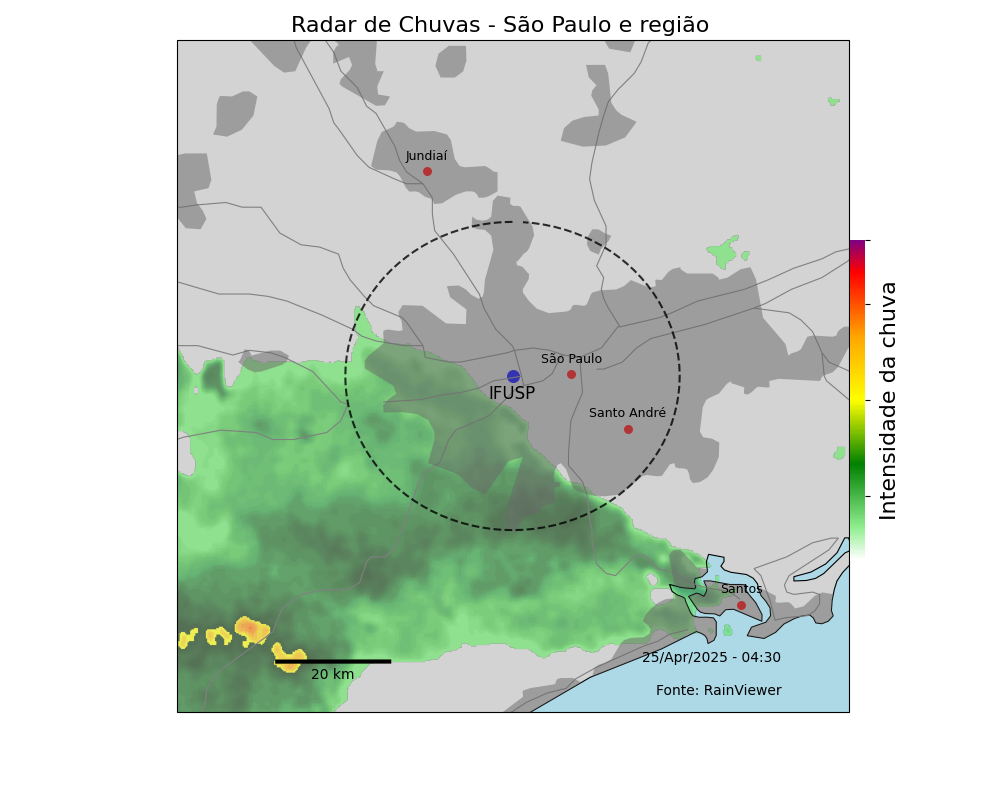 Radar de Chuvas - São Paulo e região
Jundiaí
São Paulo
IFUSP
Santo André
Intensidade da chuva
Santos
25/Apr/2025 - 04:30
20 km
Fonte: RainViewer